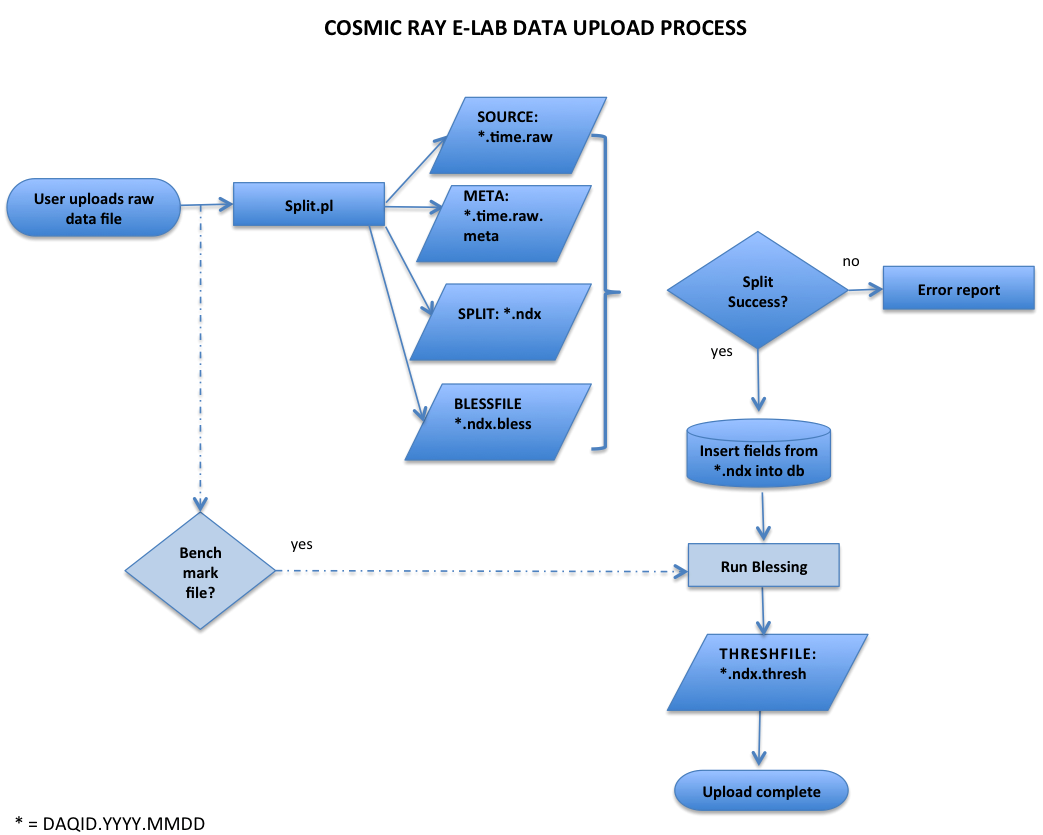 COSMIC RAY E-LAB DATA UPLOAD PROCESS
SOURCE:
*.time.raw
User uploads raw
data file
Split.pl
META:
*.time.raw.
meta
SPLIT: *.ndx
BLESSFILE
*.ndx.bless
Split
Success?
no
Error report
yes
Insert fields from
*.ndx into db
Bench
mark
file?
yes
Run Blessing
THRESHFILE:
*.ndx.thresh
Upload complete
* = DAQID.YYYY.MMDD